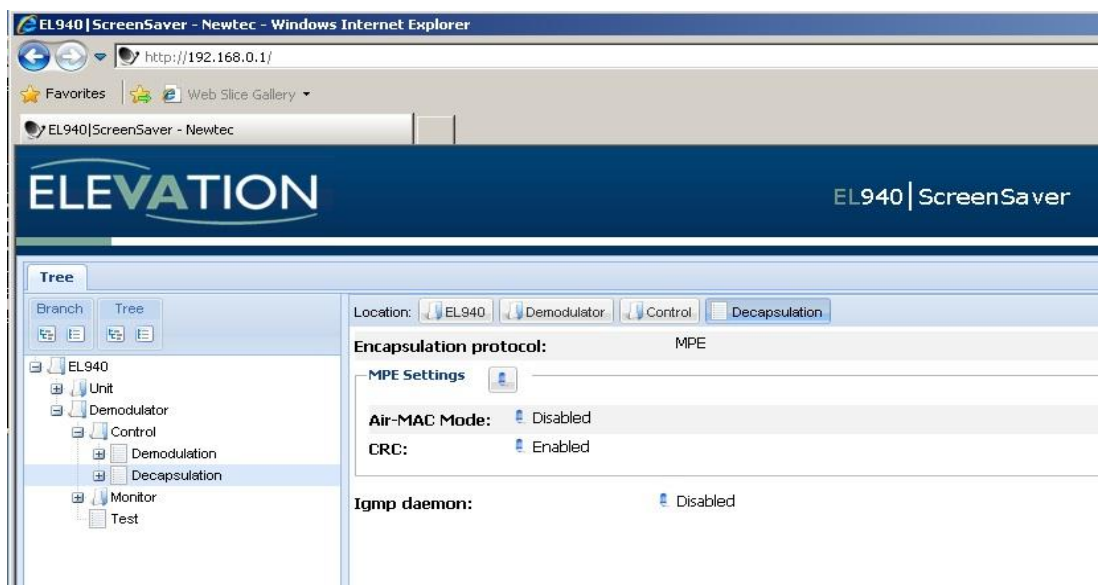 EL940|ScreenSaver - Newtec - Windows Internet Explorer
http://192.168.0.1/
Favorites Web Slice Gallery
EL940|ScreenSaver - Newtec
ELEVATION
EL940|ScreenSaver
Tree
Branch Tree
EL940
Unit
Demodulator
Control
Demodulation
Decapsulation
Monitor
Test
Location: EL940 Demodulator Control Decapsulation
Encapsulation protocol: MPE
MPE Settings
Air-MAC Mode: Disabled
CRC: Enabled
Igmp daemon: Disabled